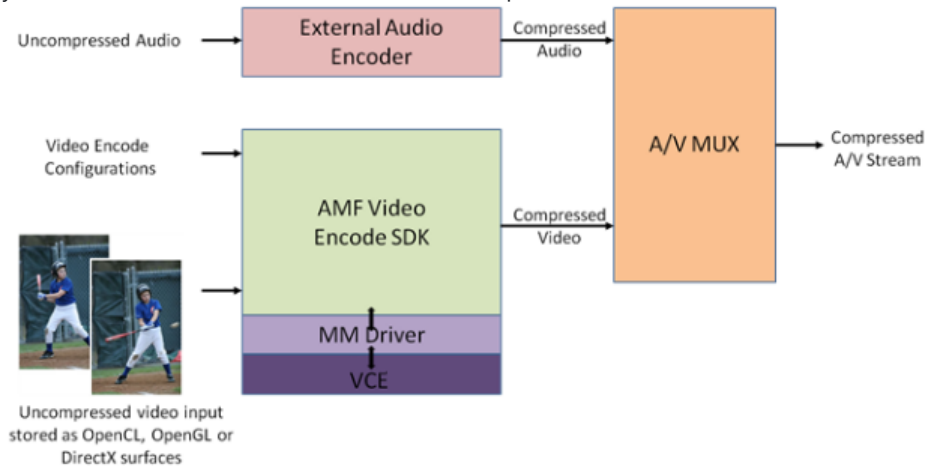 Uncompressed Audio
External Audio
Encoder
Compressed
Audio
Video Encode
Configurations
AMF Video
Encode SDK
Compressed
Video
A/V MUX
Compressed
A/V Stream
MM Driver
VCE
Uncompressed video input
stored as OpenCL, OpenGL or
DirectX surfaces